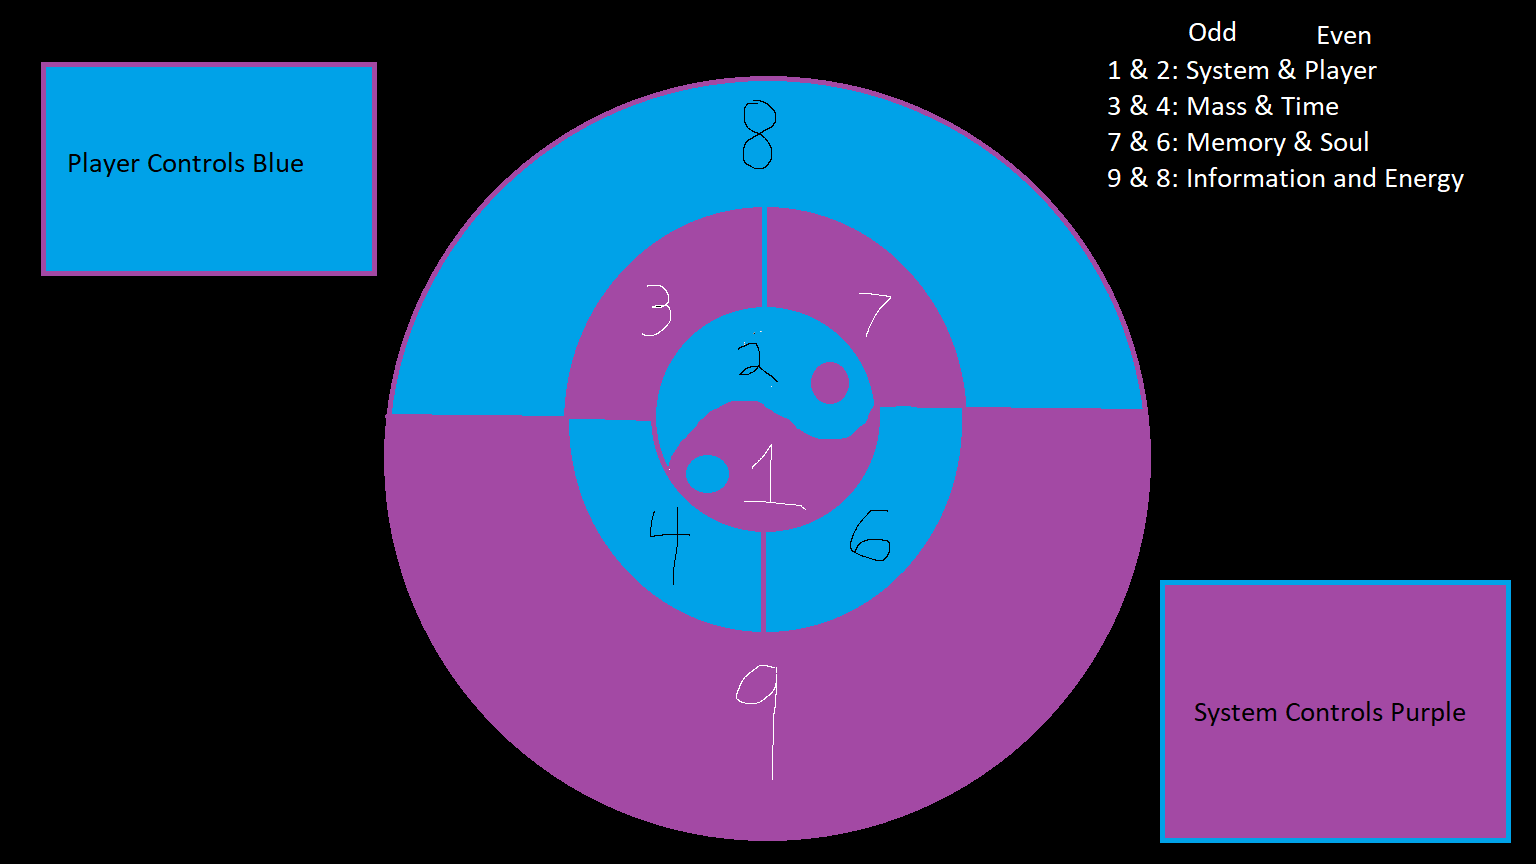 Odd Even
1 & 2: System & Player
3 & 4: Mass & Time
7 & 6: Memory & Soul
9 & 8: Information and Energy
Player Controls Blue
8
3 7
2
1
4 6
9
System Controls Purple